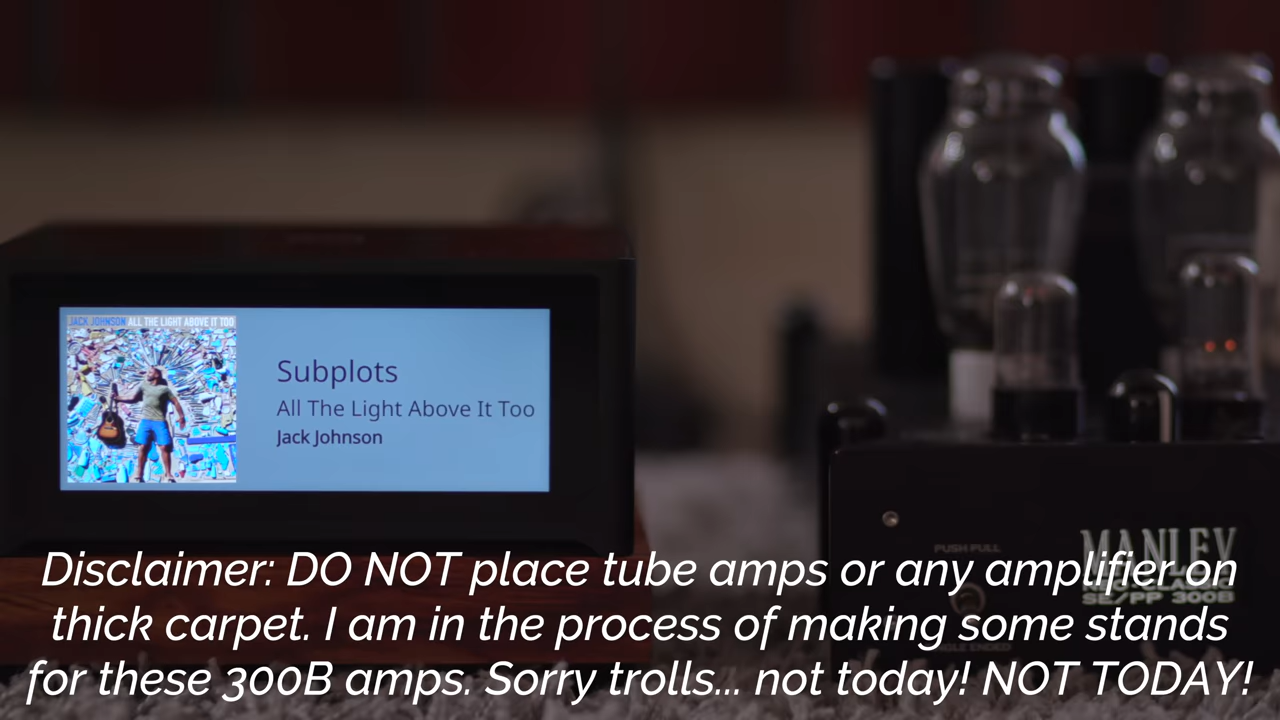 JACK JOHNSON ALL THE LIGHT ABOVE IT TOO
Subplots
All The Light Above It Too
Jack Johnson
PUSH PULL
MANLEY
SE/PP 300B
Disclaimer: DO NOT place tube amps or any amplifier on
thick carpet. I am in the process of making some stands
for these 300B amps. Sorry trolls... not today! NOT TODAY!